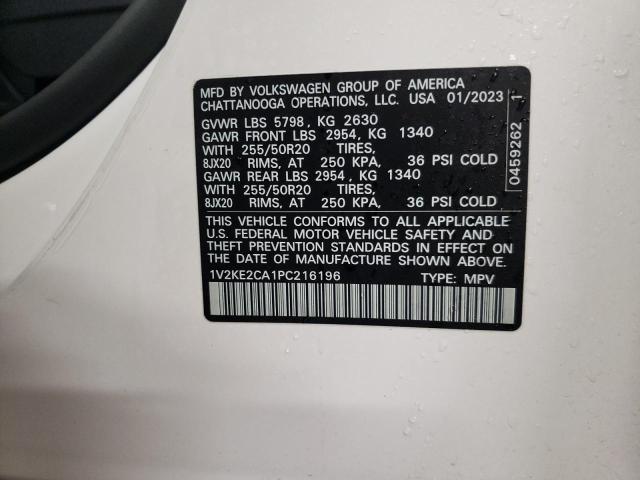 MFD BY VOLKSWAGEN GROUP OF AMERICA
CHATTANOOGA OPERATIONS, LLC. USA 01/2023
GVWR LBS 5798, KG 2630
GAWR FRONT LBS 2954, KG 1340
WITH 255/50R20 TIRES,
8JX20 RIMS, AT 250 KPA, 36 PSI COLD
GAWR REAR LBS 2954, KG 1340
WITH 255/50R20 TIRES,
8JX20 RIMS, AT 250 KPA, 36 PSI COLD
THIS VEHICLE CONFORMS TO ALL APPLICABLE
U.S. FEDERAL MOTOR VEHICLE SAFETY AND
THEFT PREVENTION STANDARDS IN EFFECT ON
THE DATE OF MANUFACTURE SHOWN ABOVE.
1V2KE2CA1PC216196 TYPE: MPV
0459262 1